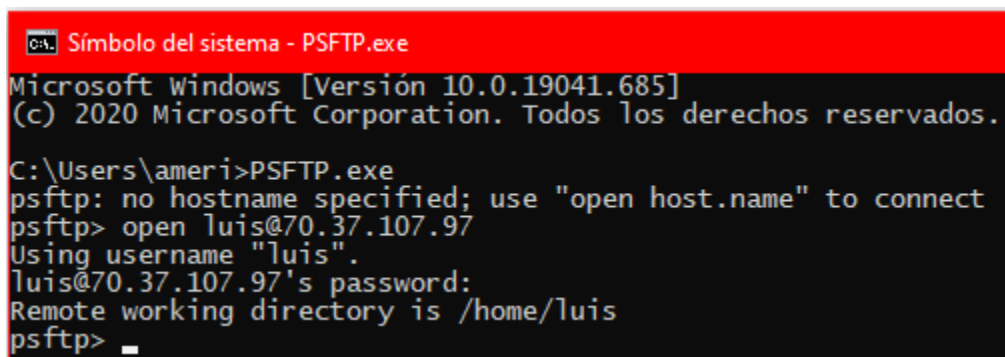 Símbolo del sistema - PSFTP.exe
Microsoft Windows [Versión 10.0.19041.685]
(c) 2020 Microsoft Corporation. Todos los derechos reservados.
C:\Users\ameri>PSFTP.exe
psftp: no hostname specified; use "open host.name" to connect
psftp> open luis@70.37.107.97
Using username "luis".
luis@70.37.107.97's password:
Remote working directory is /home/luis
psftp>